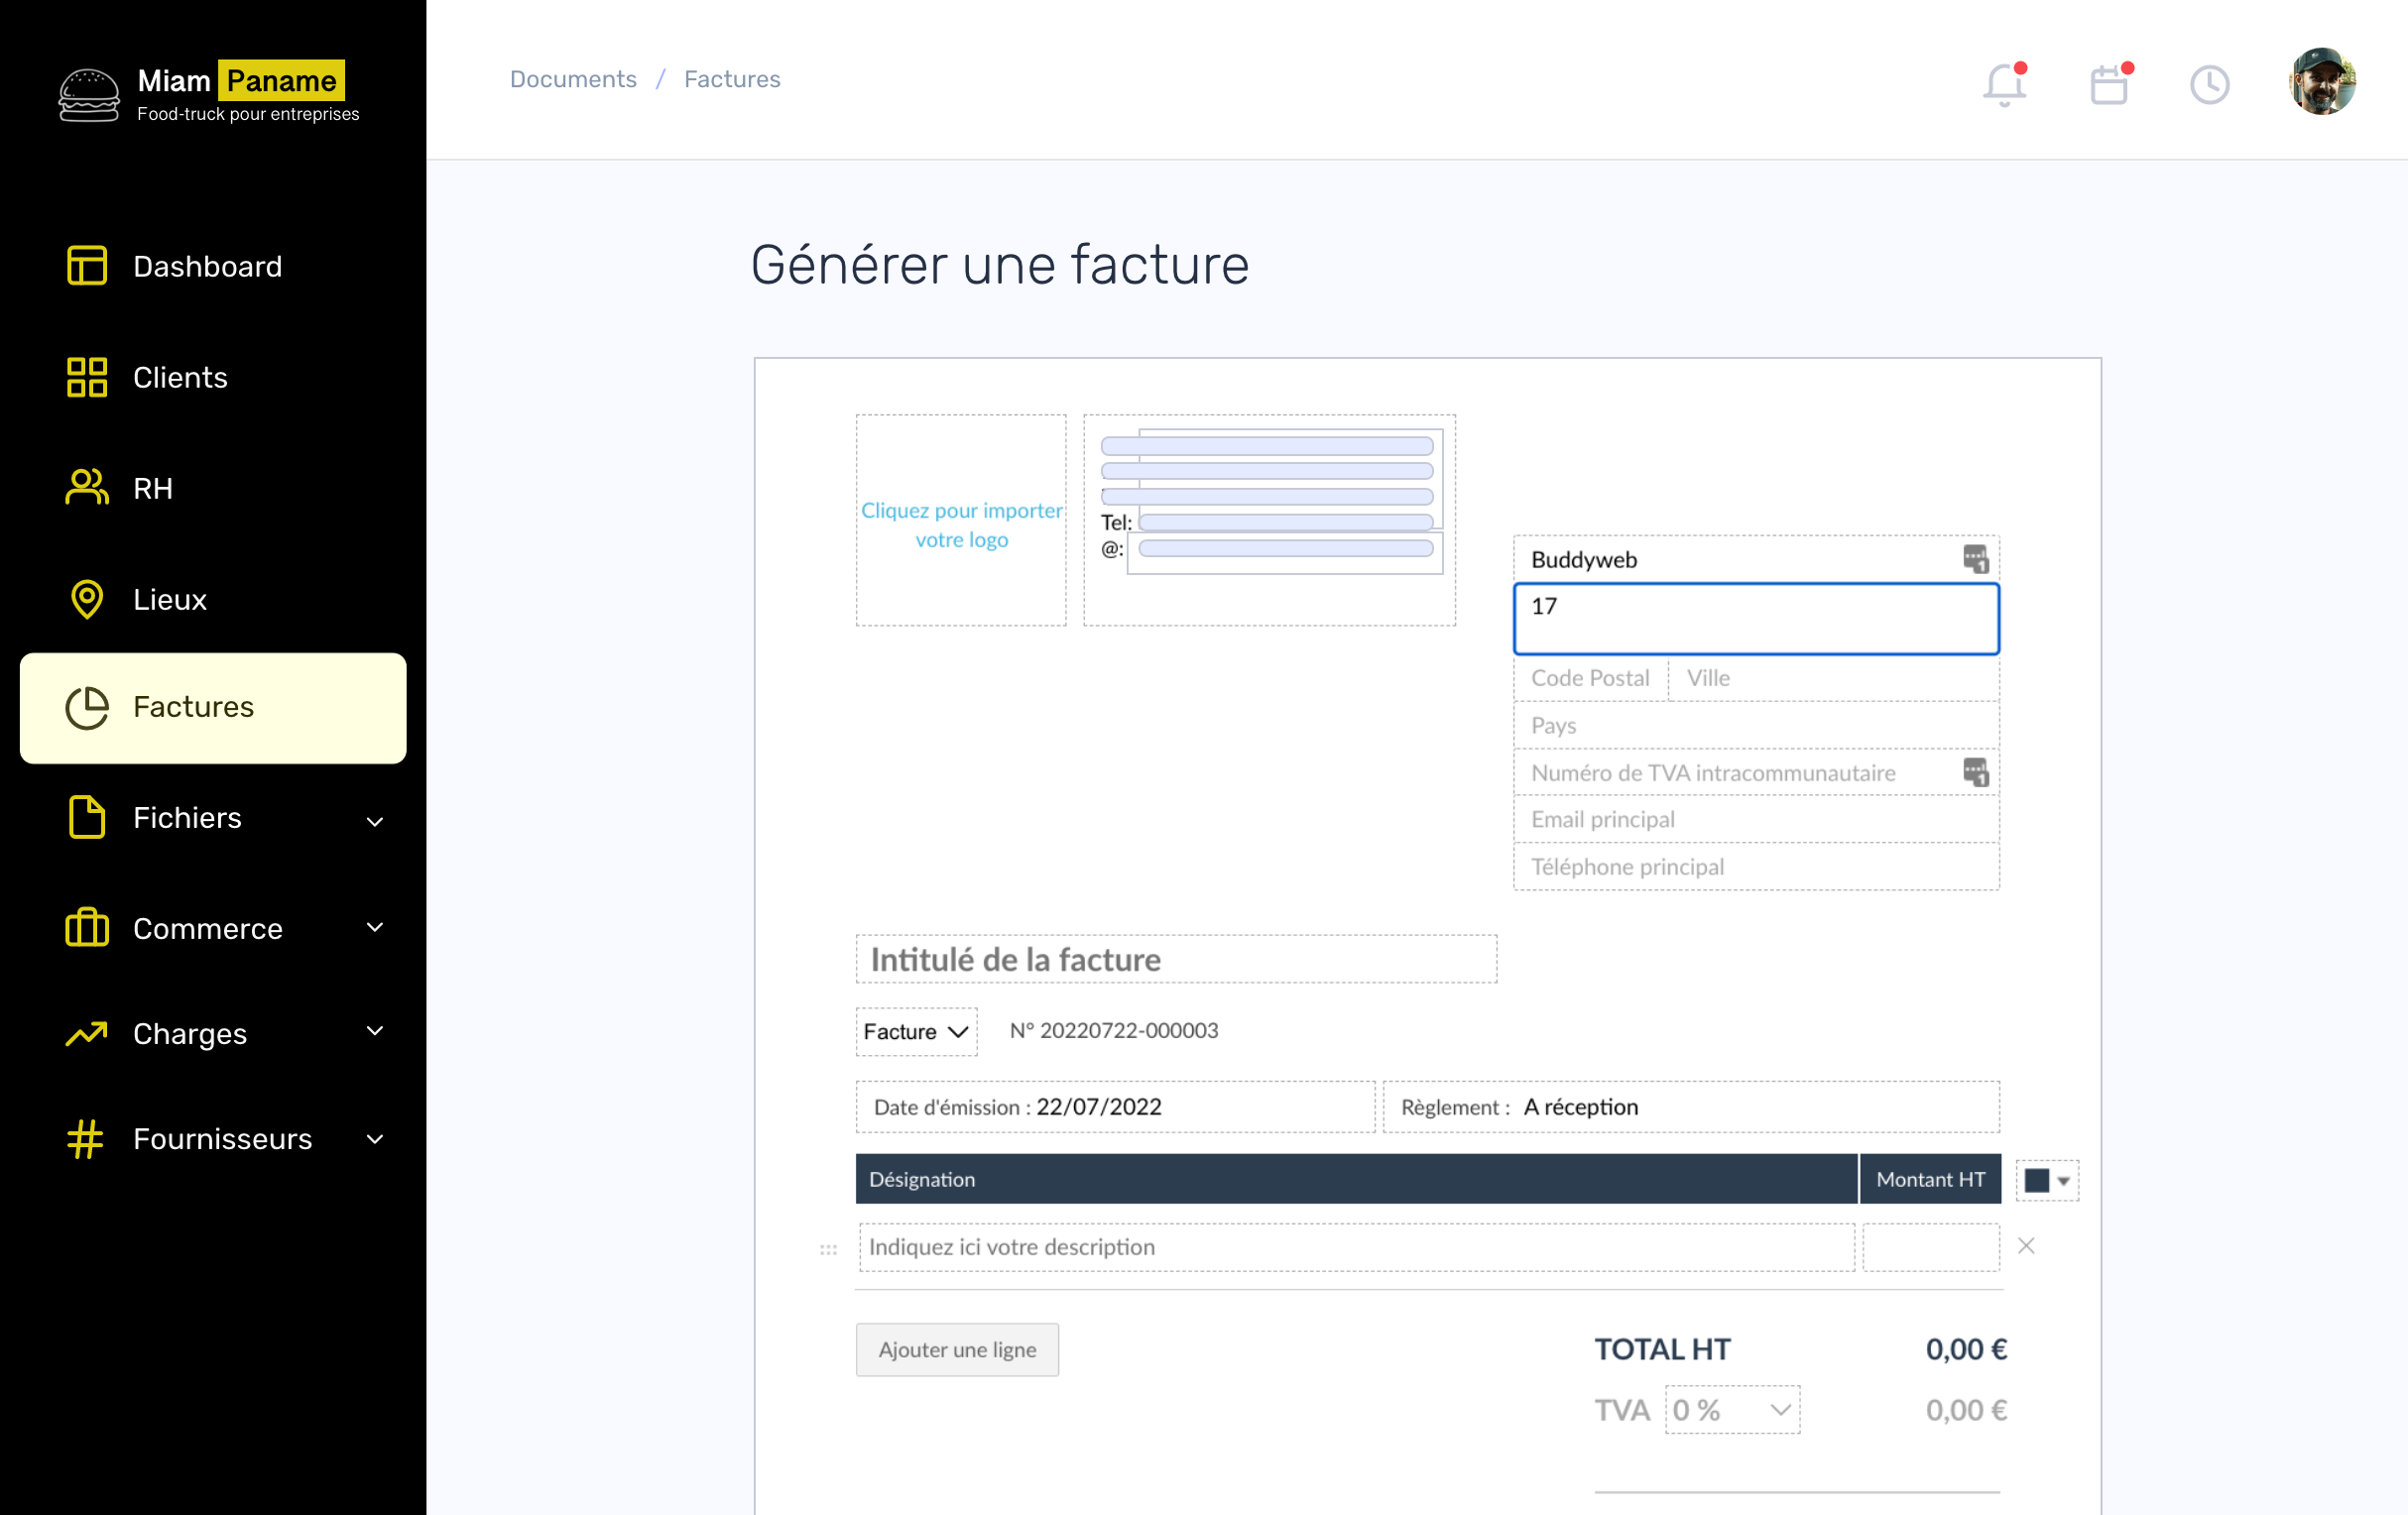 Miam Paname
Food-truck pour entreprises
Dashboard
Clients
RH
Lieux
Factures
Fichiers
Commerce
Charges
Fournisseurs
Documents / Factures
Générer une facture
Cliquez pour importer
votre logo
Tel:
@:
Buddyweb
17
Code Postal Ville
Pays
Numéro de TVA intracommunautaire
Email principal
Téléphone principal
Intitulé de la facture
Facture N° 20220722-000003
Date d'émission : 22/07/2022 Règlement : A réception
Désignation Montant HT
Indiquez ici votre description
Ajouter une ligne
TOTAL HT 0,00 €
TVA 0 % 0,00 €